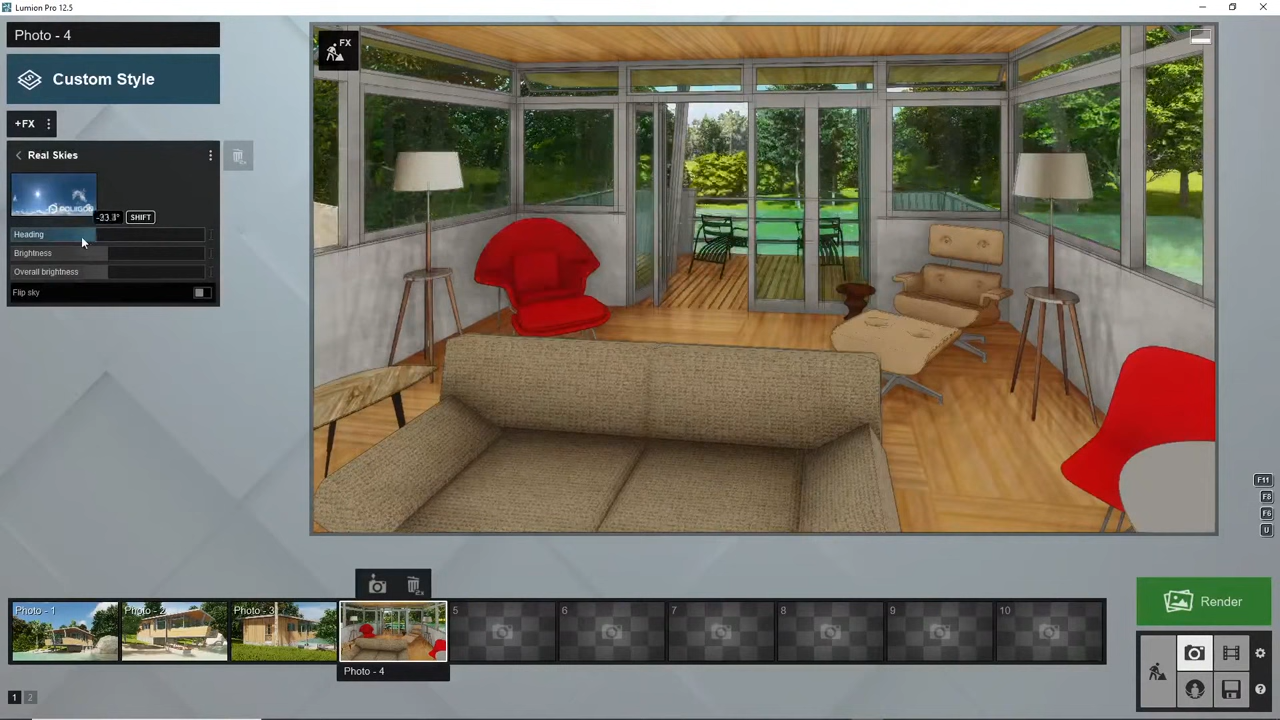 Lumion Pro 12.5
Photo - 4
FX
Custom Style
+FX
Real Skies
POLIIGON
SHIFT
Heading
Brightness
Overall brightness
Flip sky
F11
F8
F6
U
Photo - 1
Photo - 2
Photo - 3
5
6
7
8
9
10
Render
Photo - 4
1 2